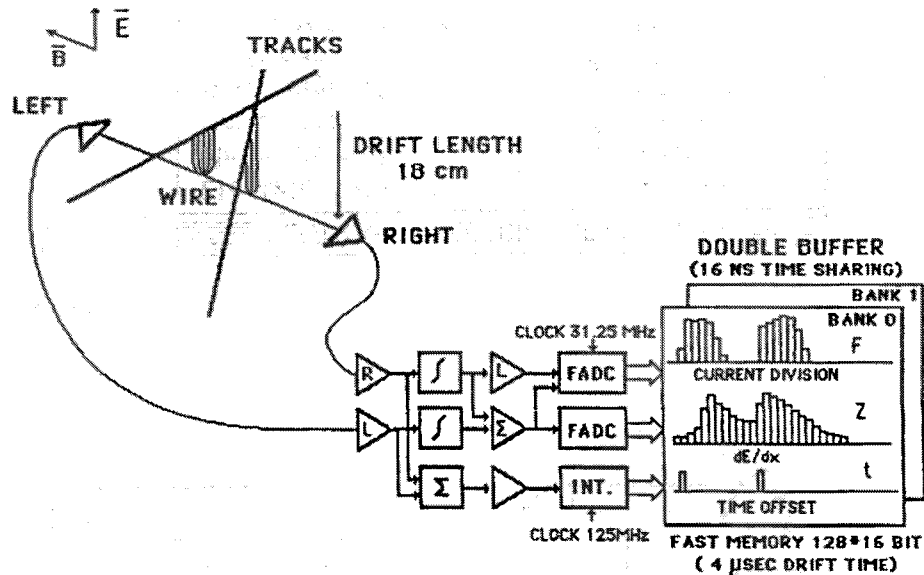 E
B
TRACKS
LEFT
DRIFT LENGTH
18 cm
WIRE
RIGHT
DOUBLE BUFFER
(16 NS TIME SHARING)
BANK 1
BANK 0
CLOCK 31.25 MHz
F
R
∫
L
FADC
CURRENT DIVISION
Z
L
∫
Σ
FADC
dE/dx
t
Σ
INT.
TIME OFFSET
CLOCK 125MHz
FAST MEMORY 128*16 BIT
( 4 μSEC DRIFT TIME)